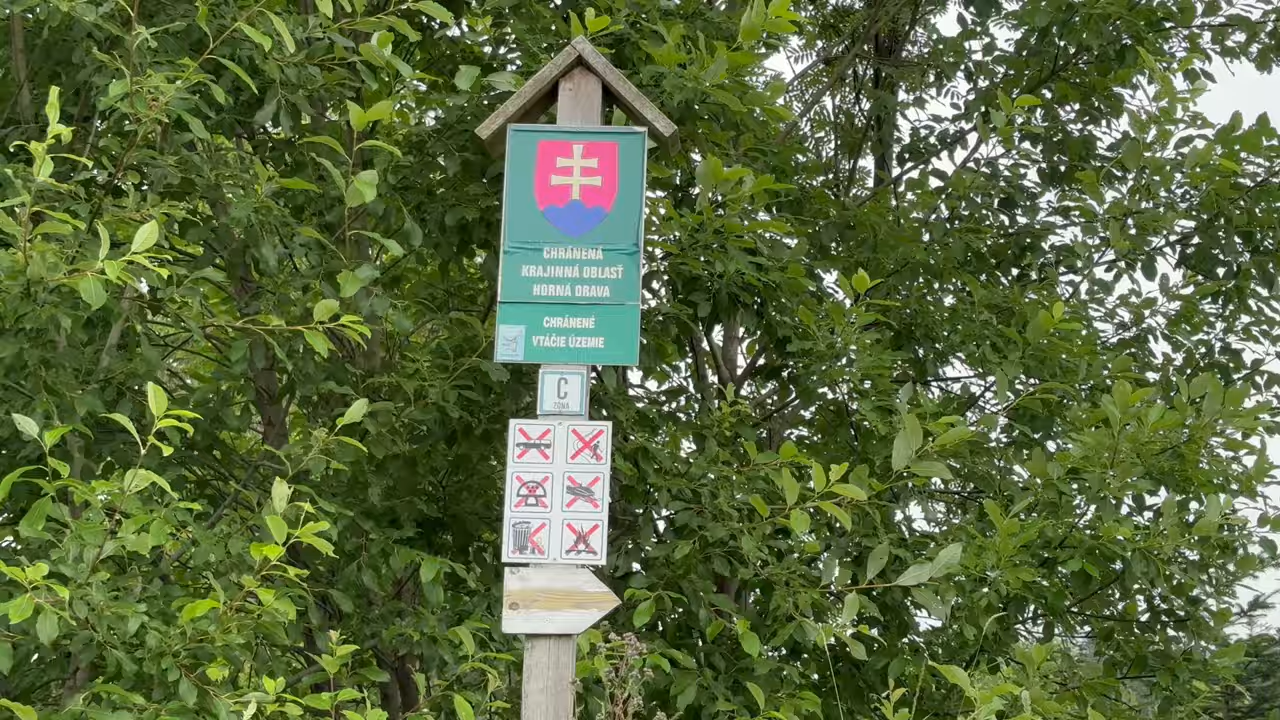 CHRÁNENÁ
KRAJINNÁ OBLASŤ
HORNÁ ORAVA
CHRÁNENÉ
VTÁČIE ÚZEMIE
C
ZÓNA